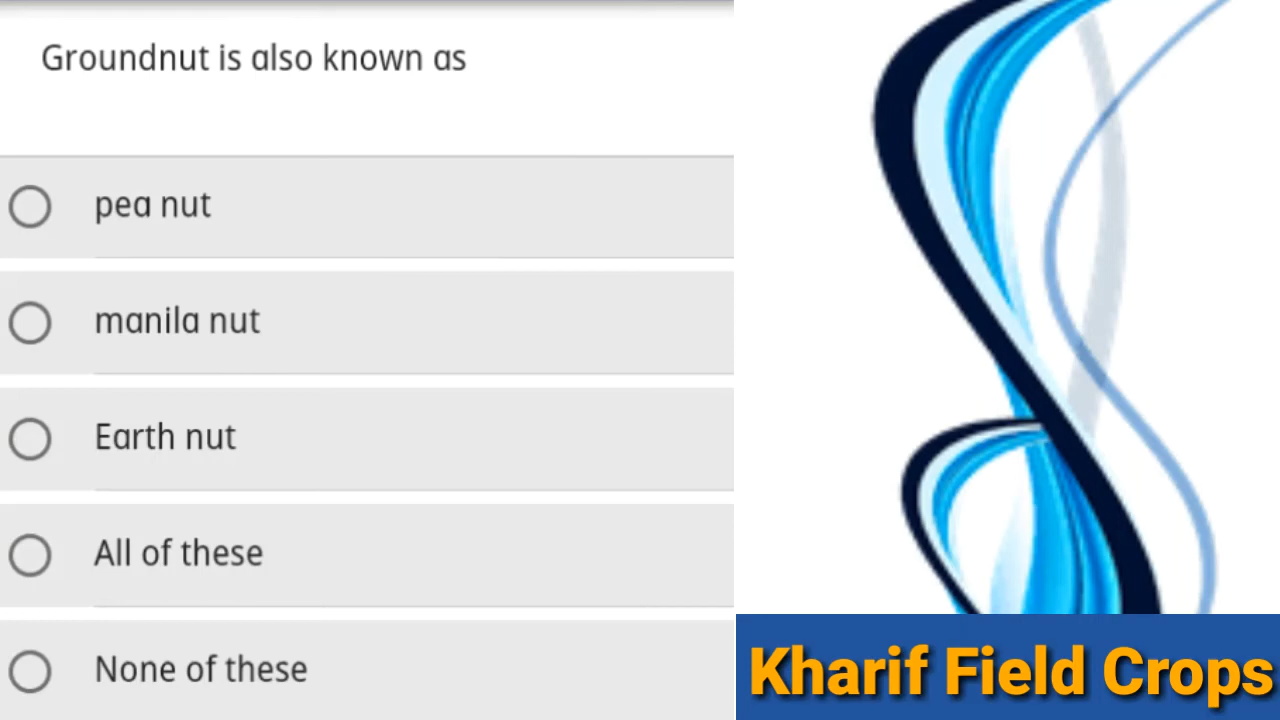 Groundnut is also known as
pea nut
manila nut
Earth nut
All of these
None of these
Kharif Field Crops